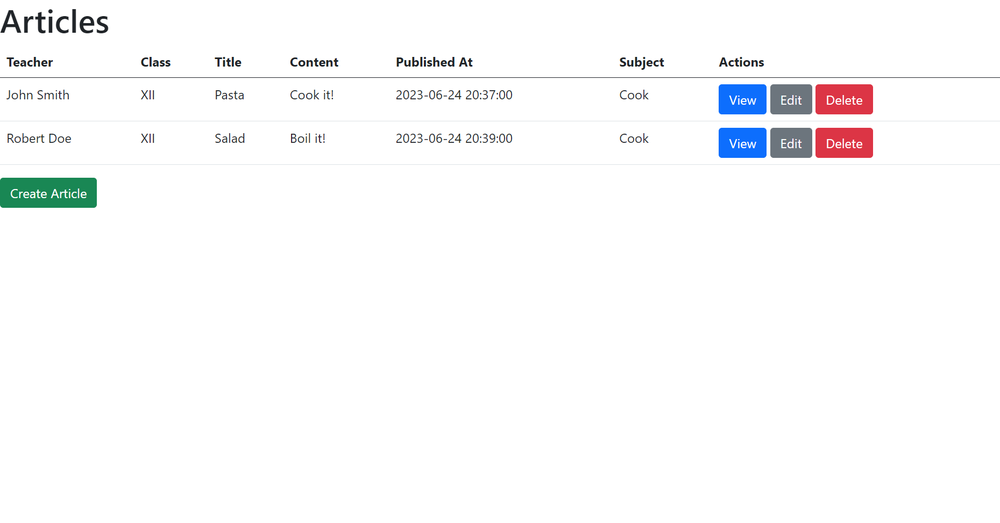 Articles
Teacher Class Title Content Published At Subject Actions
John Smith XII Pasta Cook it! 2023-06-24 20:37:00 Cook View Edit Delete
Robert Doe XII Salad Boil it! 2023-06-24 20:39:00 Cook View Edit Delete
Create Article